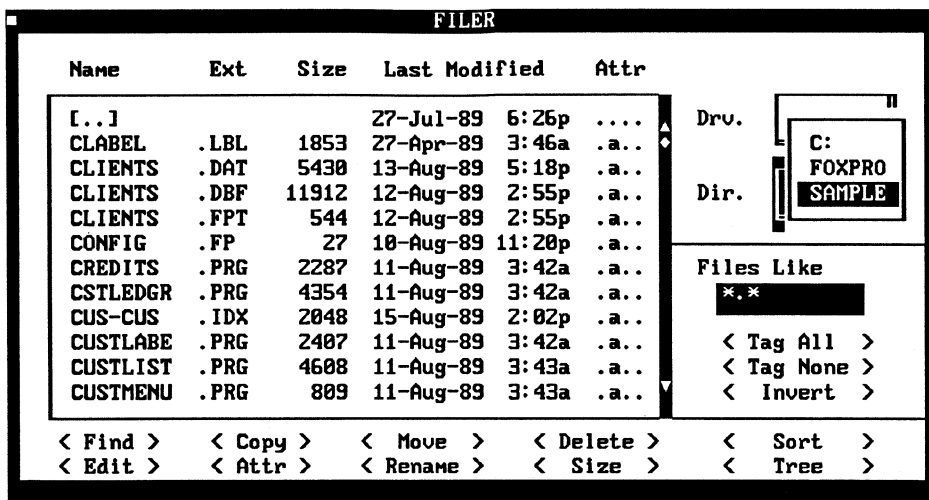 FILER
Name Ext Size Last Modified Attr
[..] 27-Jul-89 6:26p ....
CLABEL .LBL 1853 27-Apr-89 3:46a .a..
CLIENTS .DAT 5430 13-Aug-89 5:18p .a..
CLIENTS .DBF 11912 12-Aug-89 2:55p .a..
CLIENTS .FPT 544 12-Aug-89 2:55p .a..
CONFIG .FP 27 10-Aug-89 11:20p .a..
CREDITS .PRG 2287 11-Aug-89 3:42a .a..
CSTLEDGR .PRG 4354 11-Aug-89 3:42a .a..
CUS-CUS .IDX 2048 15-Aug-89 2:02p .a..
CUSTLABE .PRG 2407 11-Aug-89 3:42a .a..
CUSTLIST .PRG 4608 11-Aug-89 3:43a .a..
CUSTMENU .PRG 809 11-Aug-89 3:43a .a..
Drv.
C:
FOXPRO
Dir. SAMPLE
Files Like
*.*
< Tag All >
< Tag None >
< Invert >
< Find > < Copy > < Move > < Delete > < Sort >
< Edit > < Attr > < Rename > < Size > < Tree >